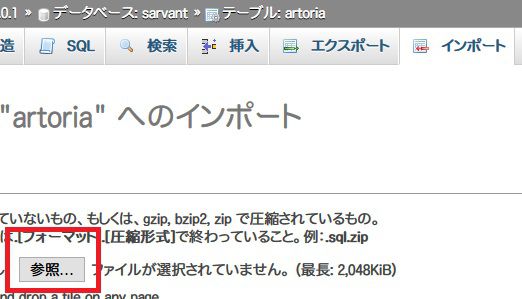 0.1 » データベース: sarvant » テーブル: artoria
造 SQL 検索 挿入 エクスポート インポート
"artoria" へのインポート
ていないもの、もしくは、gzip, bzip2, zip で圧縮されているもの。
は.[フォーマット].[圧縮形式]で終わっていること。例: .sql.zip
参照... ファイルが選択されていません。 (最長: 2,048KiB)
nd drop a file on any page